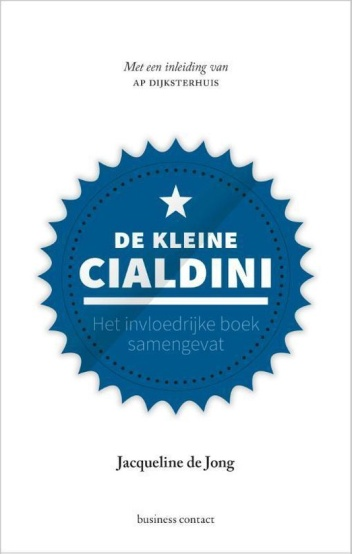 Met een inleiding van
AP DIJKSTERHUIS
DE KLEINE
CIALDINI
Het invloedrijke boek
samengevat
Jacqueline de Jong
business contact